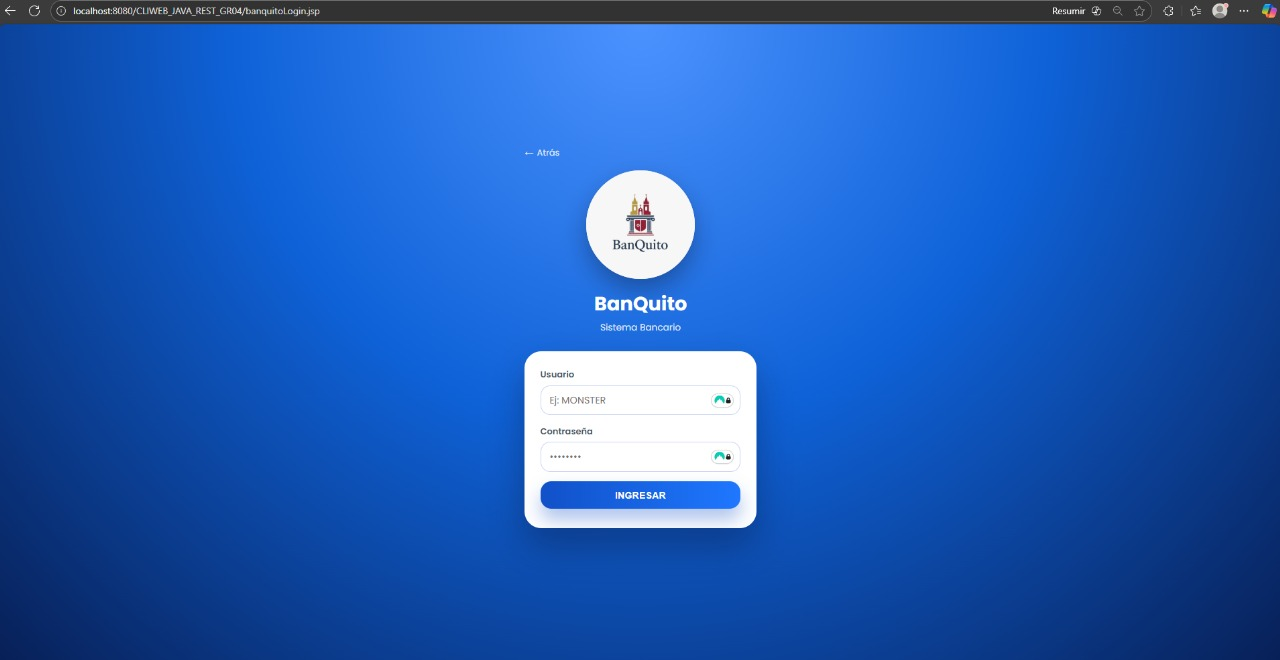 localhost:8080/CLIWEB_JAVA_REST_GR04/banquitoLogin.jsp
Resumir
← Atrás
BanQuito
BanQuito
Sistema Bancario
Usuario
Ej: MONSTER
Contraseña
••••••••
INGRESAR